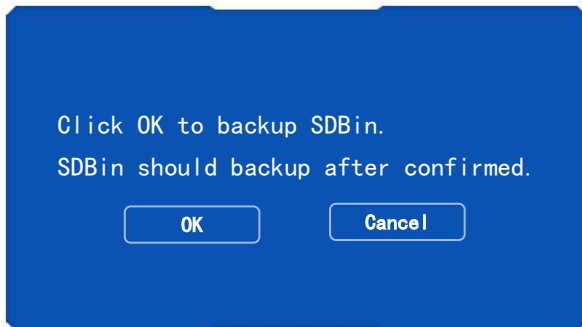 Click OK to backup SDBin.
SDBin should backup after confirmed.
OK
Cancel